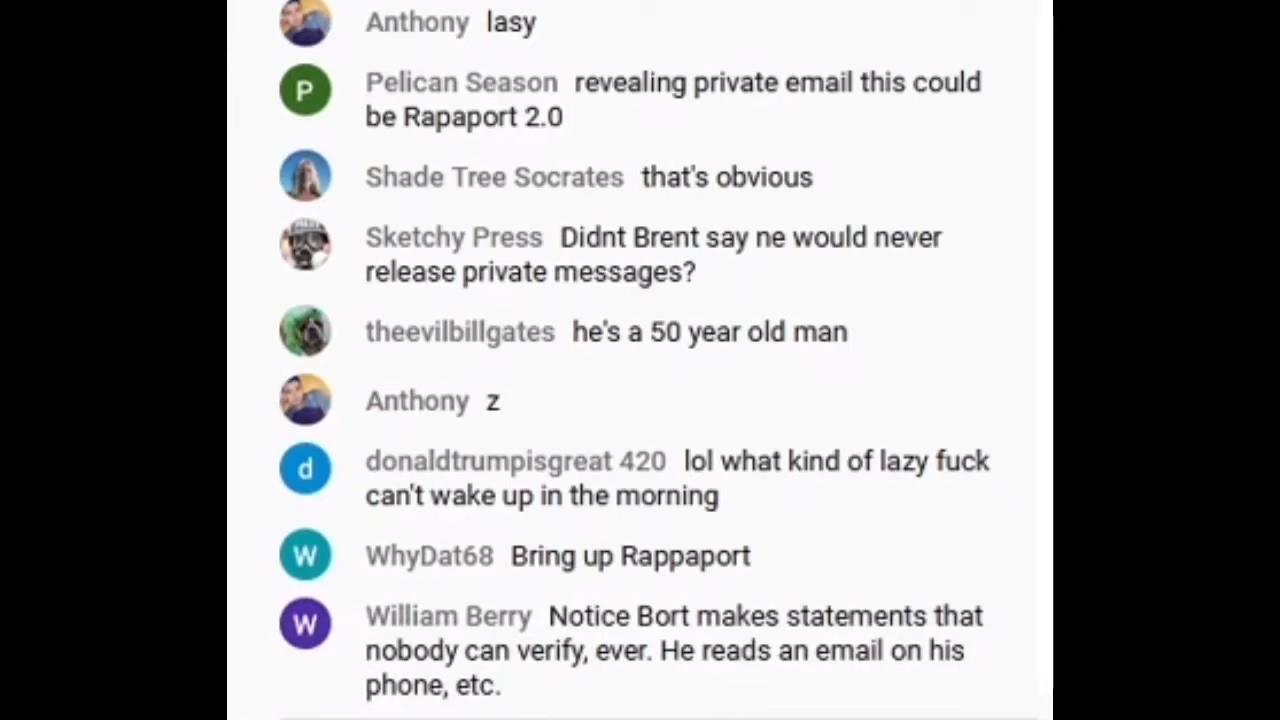 Anthony lasy
P Pelican Season revealing private email this could
be Rapaport 2.0
Shade Tree Socrates that's obvious
Sketchy Press Didnt Brent say ne would never
release private messages?
theevilbillgates he's a 50 year old man
Anthony z
d donaldtrumpisgreat 420 lol what kind of lazy fuck
can't wake up in the morning
W WhyDat68 Bring up Rappaport
W William Berry Notice Bort makes statements that
nobody can verify, ever. He reads an email on his
phone, etc.